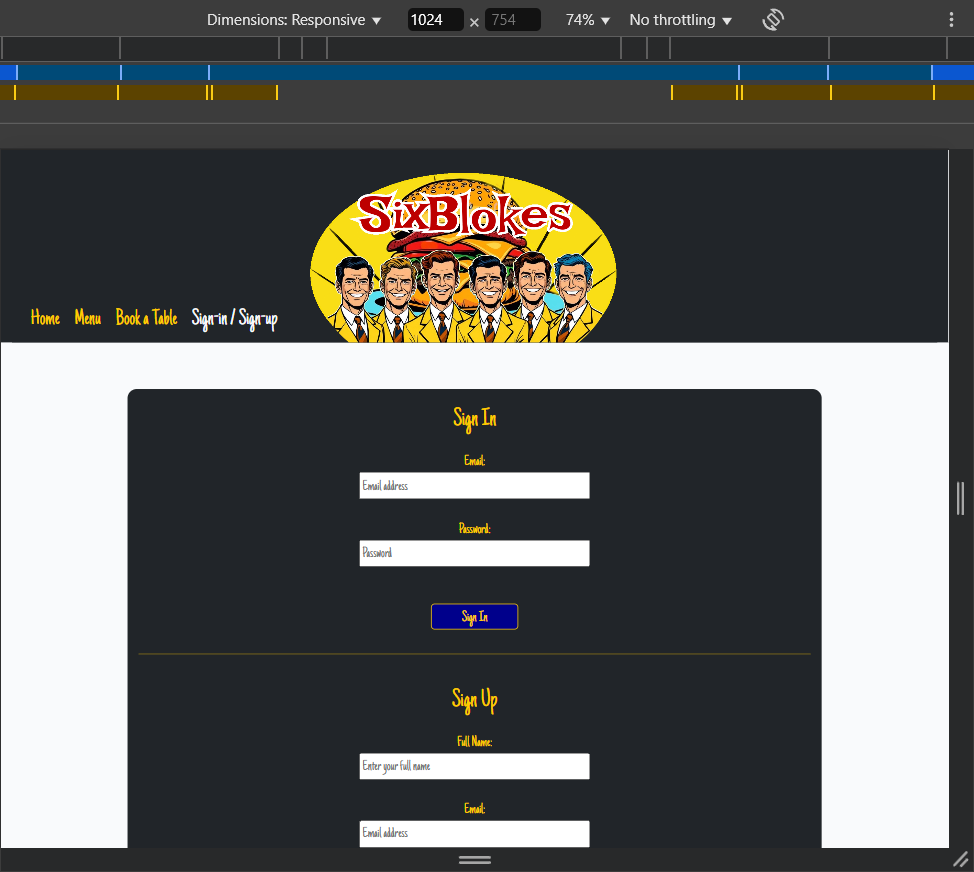 Dimensions: Responsive ▼ 1024 × 754 74% ▼ No throttling ▼
SixBlokes
Home Menu Book a Table Sign-in / Sign-up
Sign In
Email:
Email address
Password:
Password
Sign In
Sign Up
Full Name:
Enter your full name
Email:
Email address